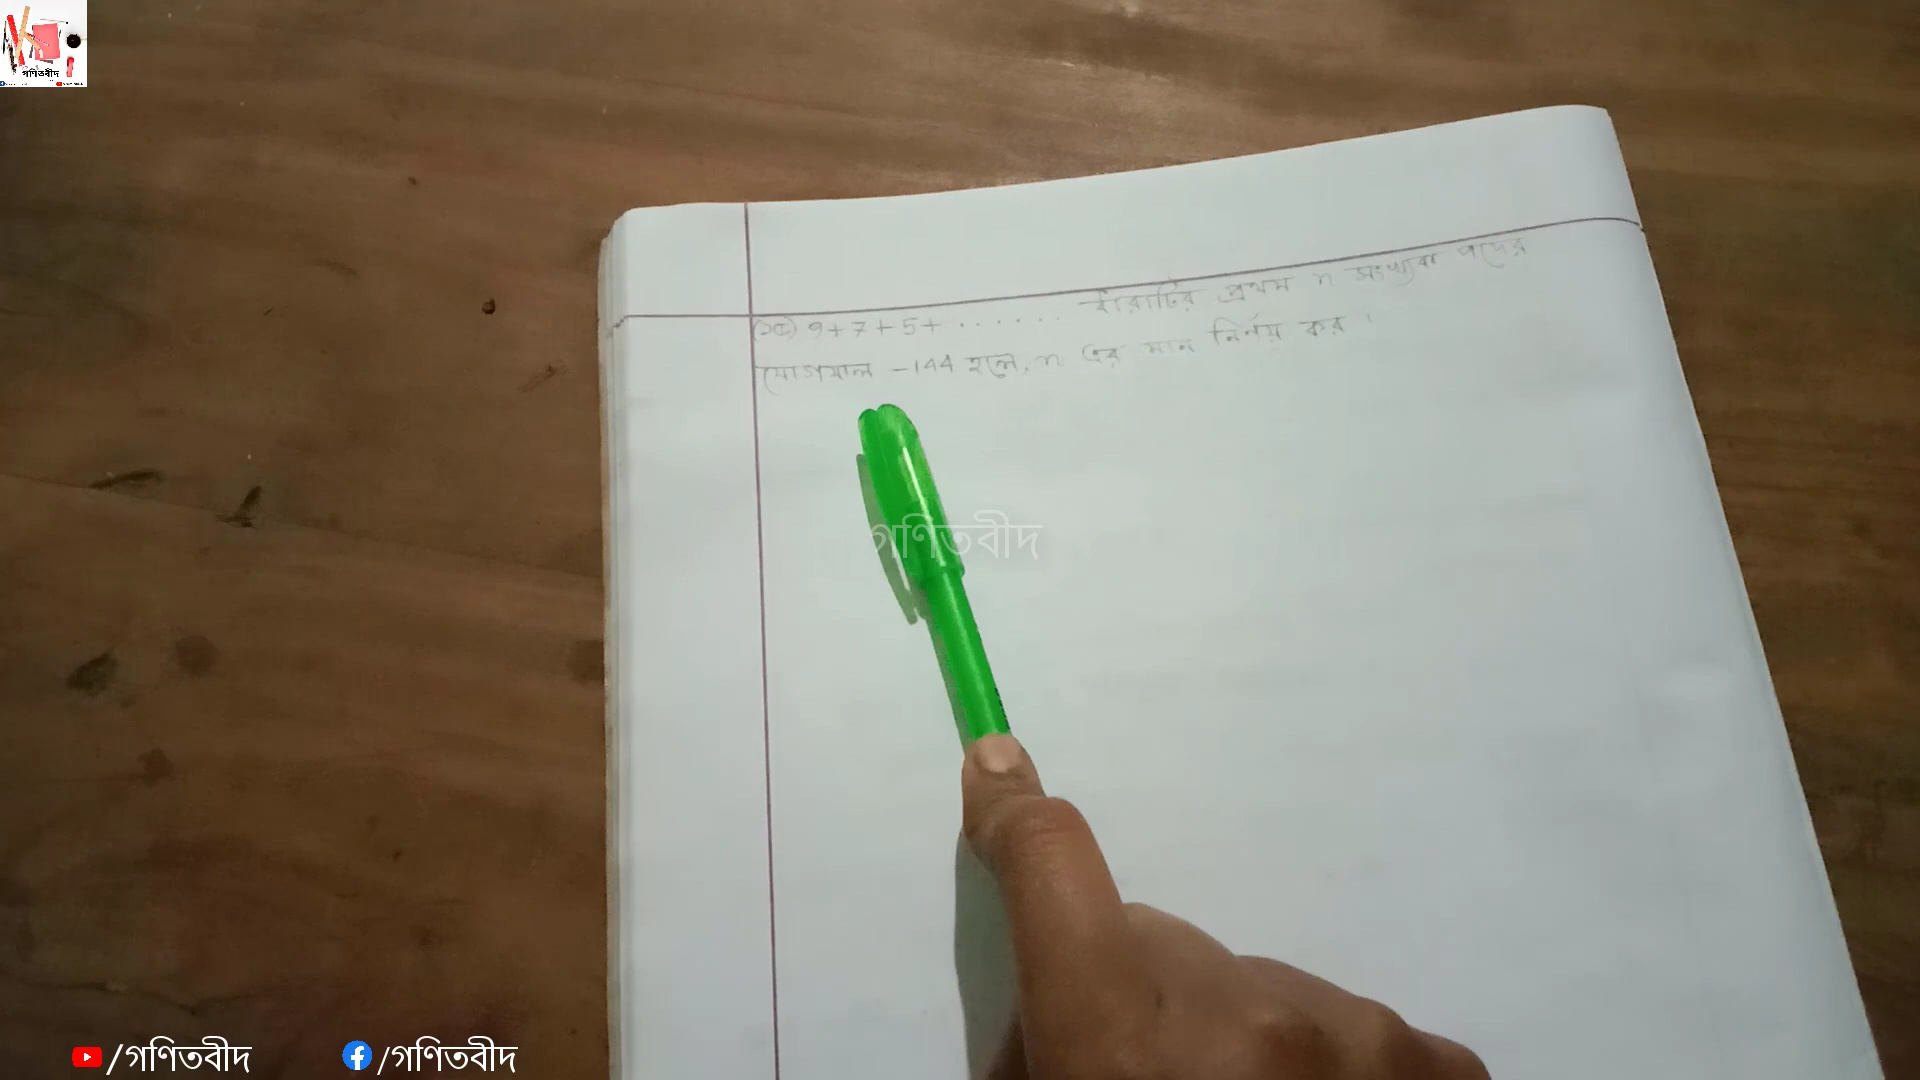 গণিতবীদ
(১৫) 9+7+5+ ....... ধারাটির প্রথম n সংখ্যক পদের
যোগফল -144 হলে, n এর মান নির্ণয় কর।
গণিতবীদ
/গণিতবীদ /গণিতবীদ